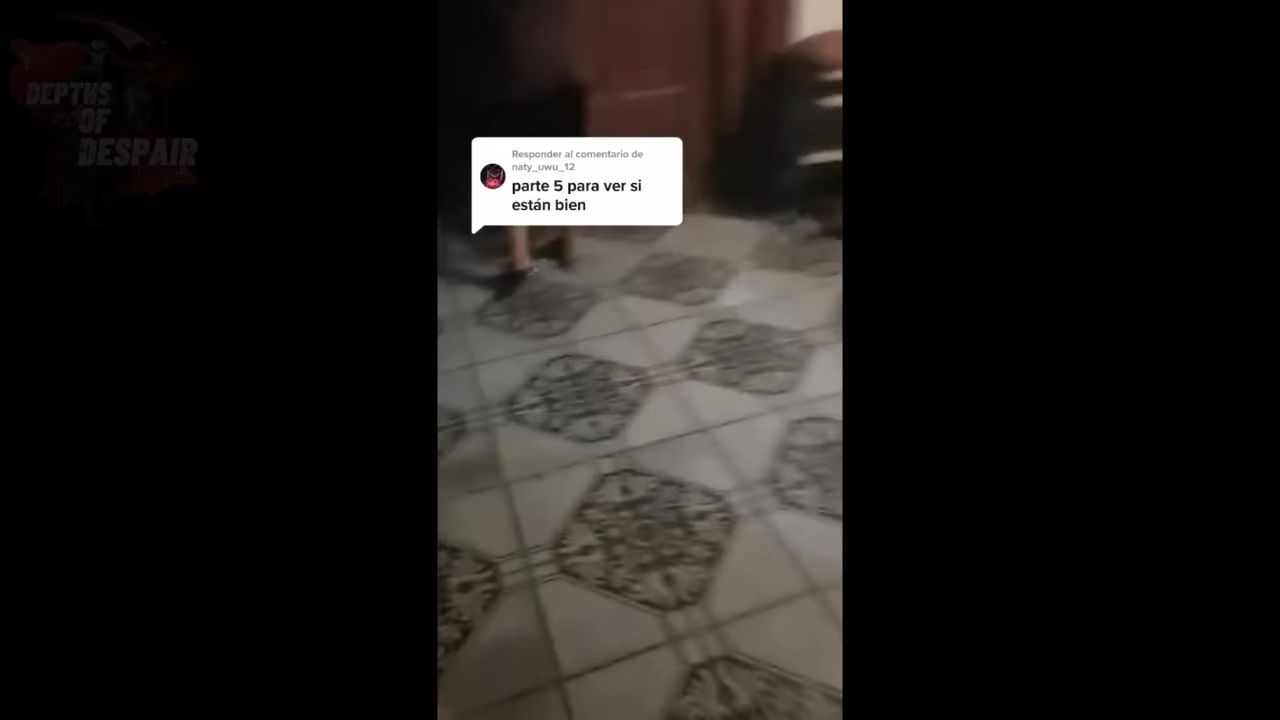 DEPTHS
OF
DESPAIR
Responder al comentario de
naty_uwu_12
parte 5 para ver si
están bien